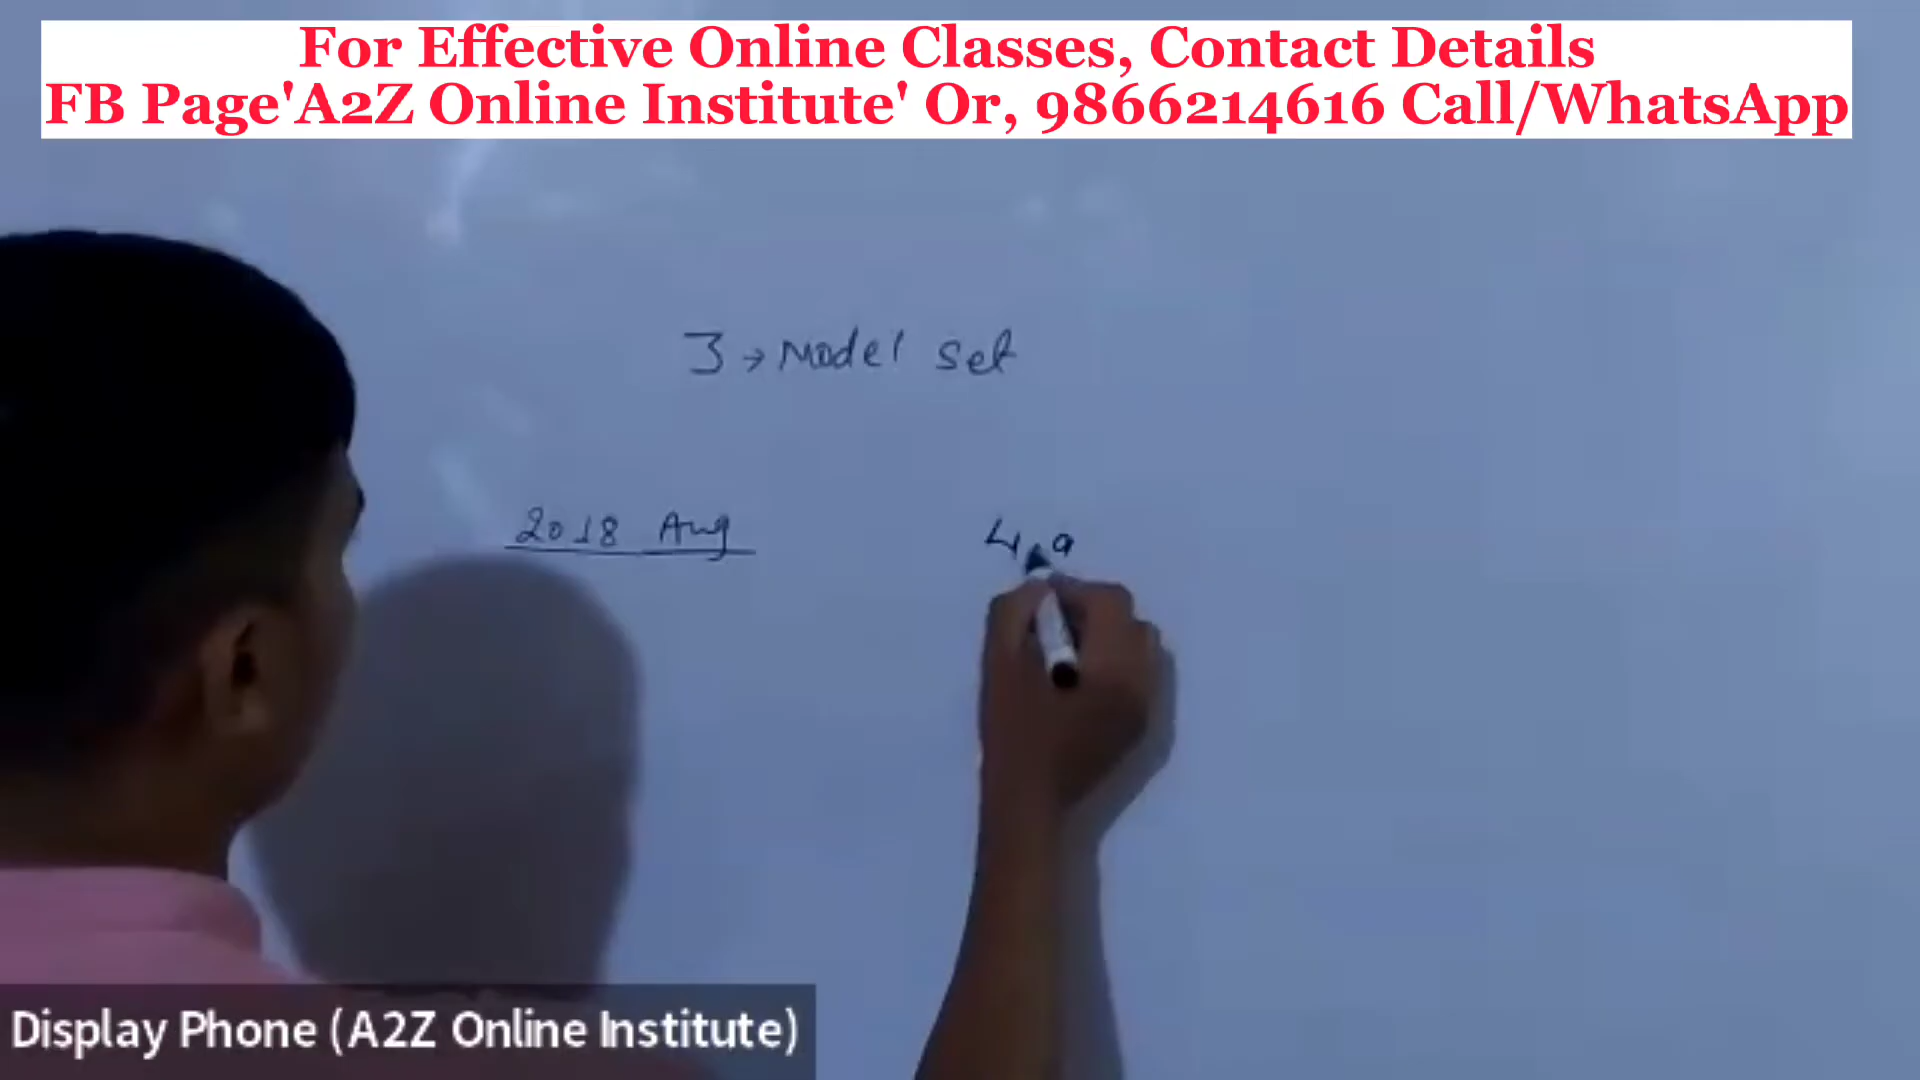 For Effective Online Classes, Contact Details
FB Page'A2Z Online Institute' Or, 9866214616 Call/WhatsApp
3 → Model set
2018 Aug 4 a
Display Phone (A2Z Online Institute)